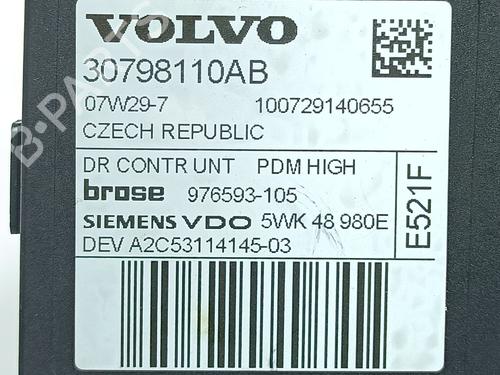 VOLVO
30798110AB
07W29-7 100729140655
CZECH REPUBLIC
DR CONTR UNT PDM HIGH
brose 976593-105
SIEMENS VDO 5WK 48 980E
DEV A2C53114145-03
E521F
B-PARTS